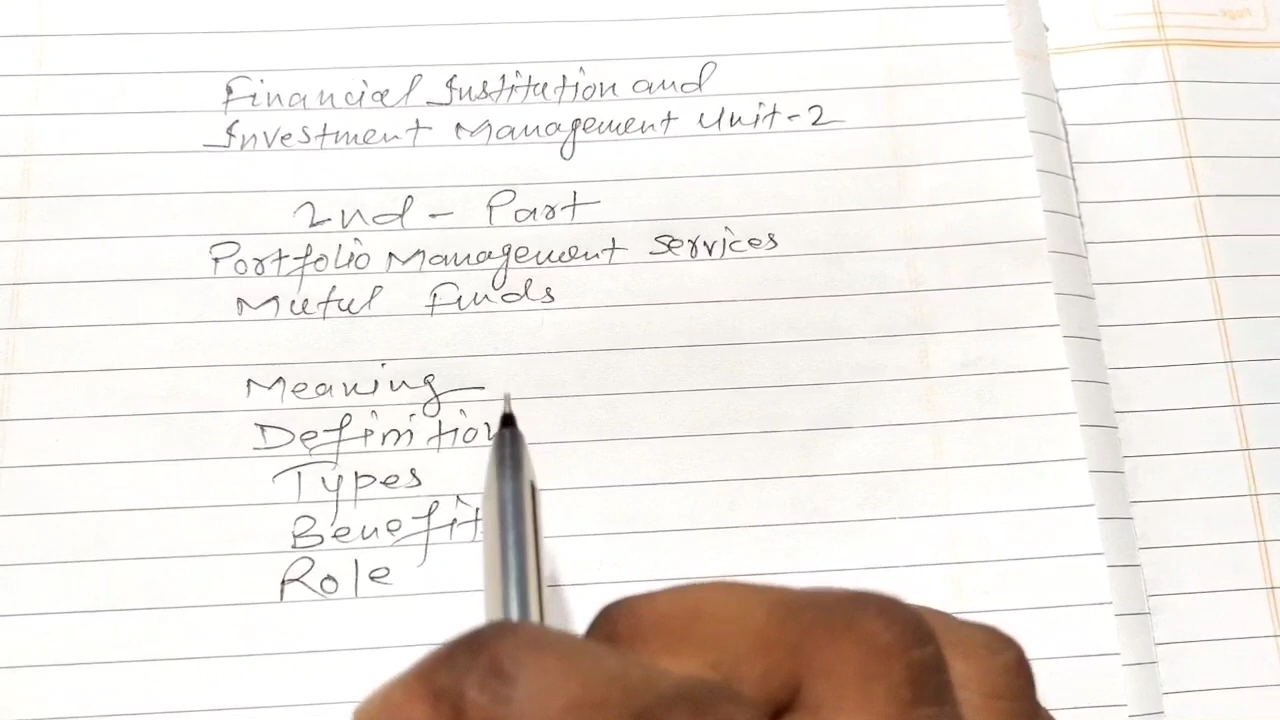 Financial Institution and
Investment Management Unit-2
2nd - Part
Portfolio Management Services
Mutul Funds
Meaning
Definition
Types
Benefit
Role